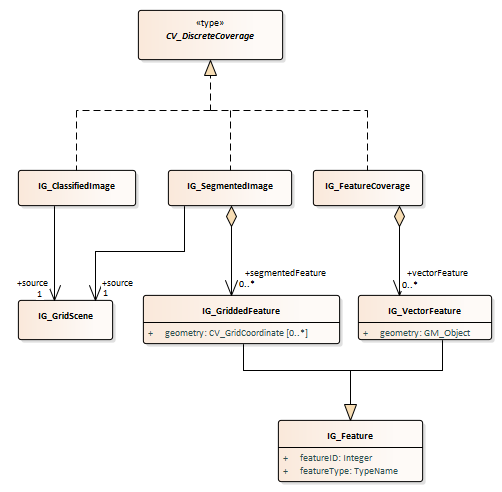 «type»
CV_DiscreteCoverage
IG_ClassifiedImage
IG_SegmentedImage
IG_FeatureCoverage
+source
1
+source
1
+segmentedFeature
0..*
+vectorFeature
0..*
IG_GridScene
IG_GriddedFeature
+ geometry: CV_GridCoordinate [0..*]
IG_VectorFeature
+ geometry: GM_Object
IG_Feature
+ featureID: Integer
+ featureType: TypeName